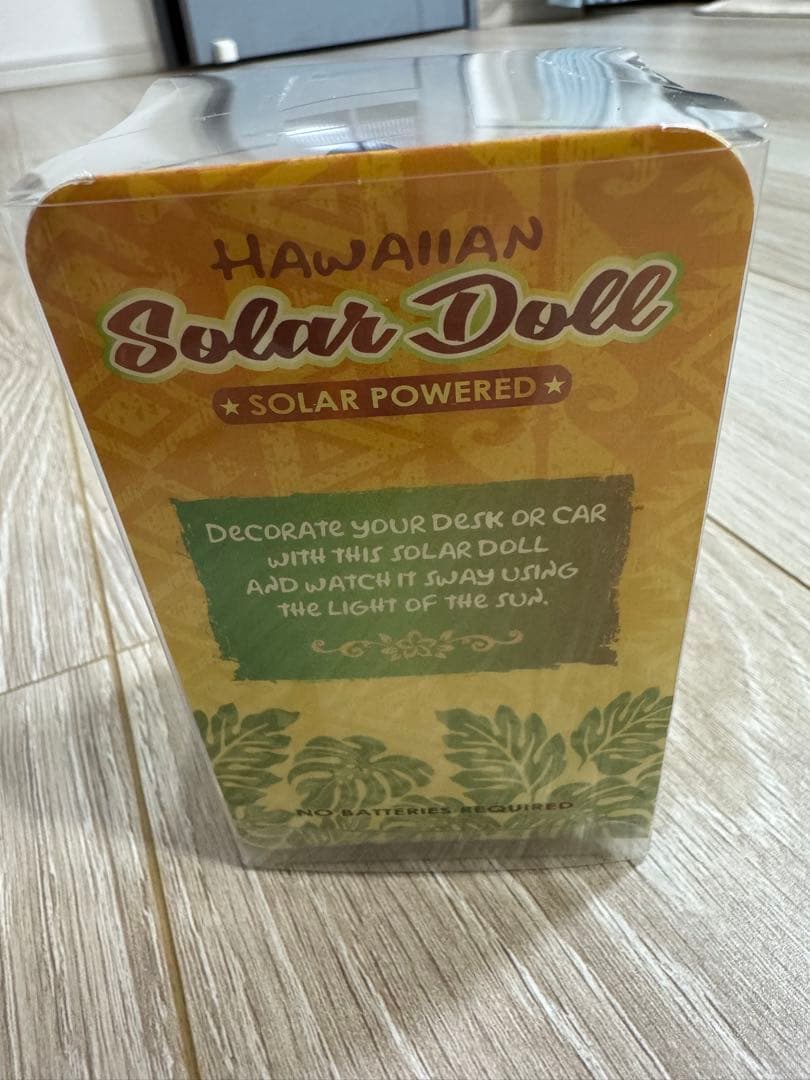 HAWAIIAN
Solar Doll
★ SOLAR POWERED ★
DECORATE YOUR DESK OR CAR
WITH THIS SOLAR DOLL
AND WATCH IT SWAY USING
THE LIGHT OF THE SUN.
NO BATTERIES REQUIRED